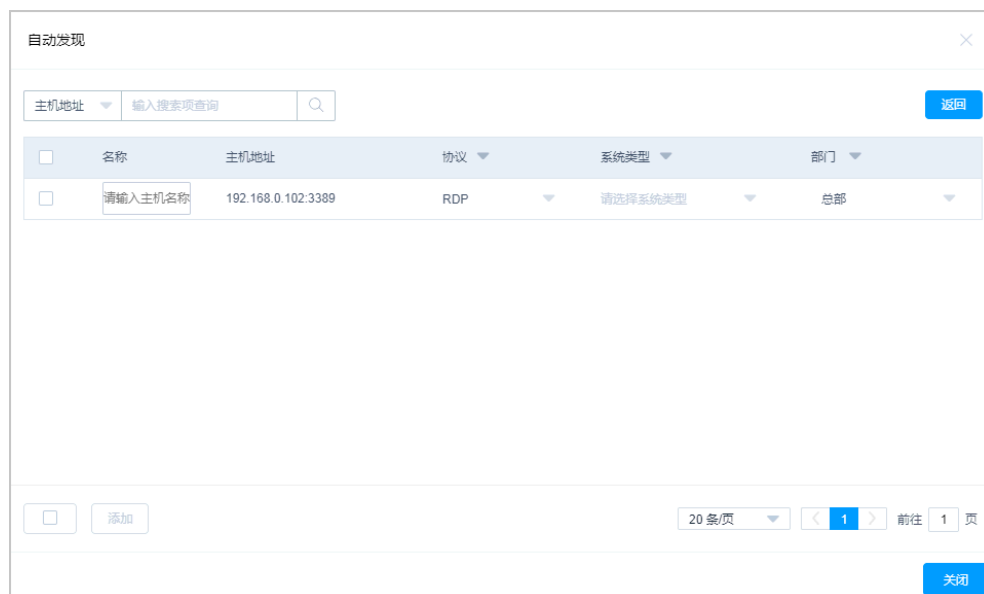 自动发现
主机地址 输入搜索项查询 返回
名称 主机地址 协议 系统类型 部门
请输入主机名称 192.168.0.102:3389 RDP 请选择系统类型 总部
添加 20 条/页 1 前往 1 页
关闭